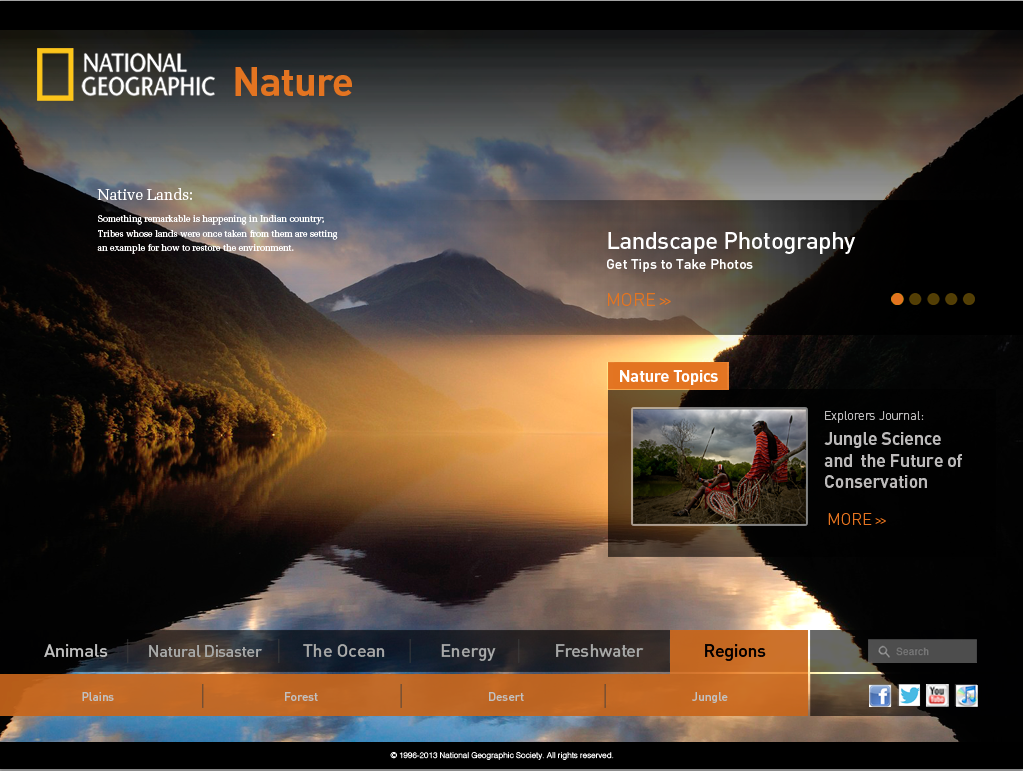 NATIONAL
GEOGRAPHIC
Nature
Native Lands:
Something remarkable is happening in Indian country;
Tribes whose lands were once taken from them are setting
an example for how to restore the environment.
Landscape Photography
Get Tips to Take Photos
MORE >>
Nature Topics
Explorers Journal:
Jungle Science
and the Future of
Conservation
MORE >>
Animals Natural Disaster The Ocean Energy Freshwater Regions Search
Plains Forest Desert Jungle
You
Tube
© 1996-2013 National Geographic Society. All rights reserved.